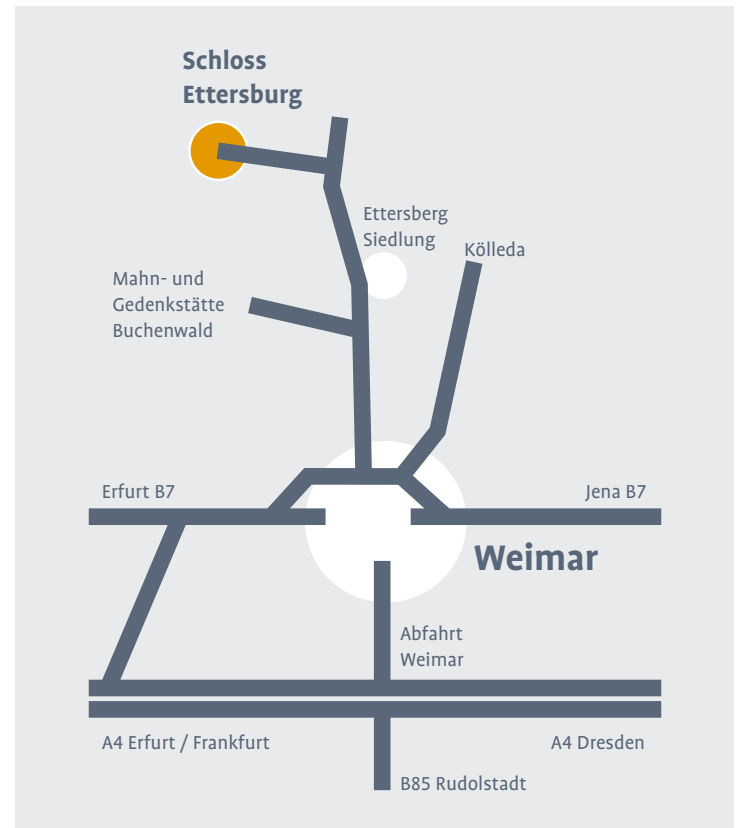 Schloss
Ettersburg
Ettersberg
Siedlung
Kölleda
Mahn- und
Gedenkstätte
Buchenwald
Erfurt B7
Jena B7
Weimar
Abfahrt
Weimar
A4 Erfurt / Frankfurt
A4 Dresden
B85 Rudolstadt